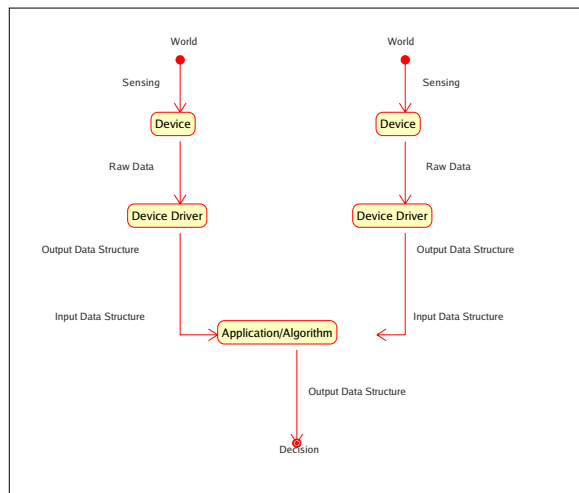 World World
Sensing Sensing
Device Device
Raw Data Raw Data
Device Driver Device Driver
Output Data Structure Output Data Structure
Input Data Structure Input Data Structure
Application/Algorithm
Output Data Structure
Decision